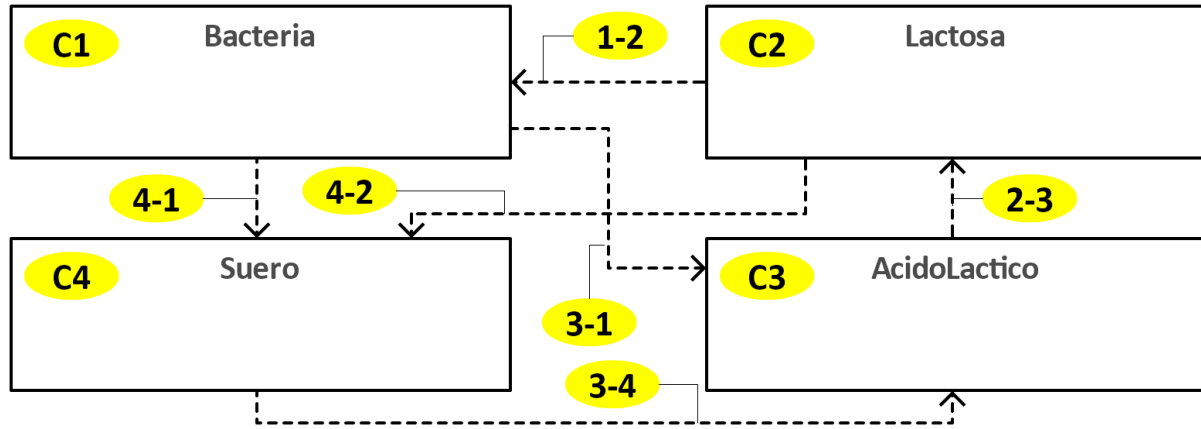 C1
Bacteria
1-2
C2
Lactosa
4-1
4-2
2-3
C4
Suero
C3
AcidoLactico
3-1
3-4